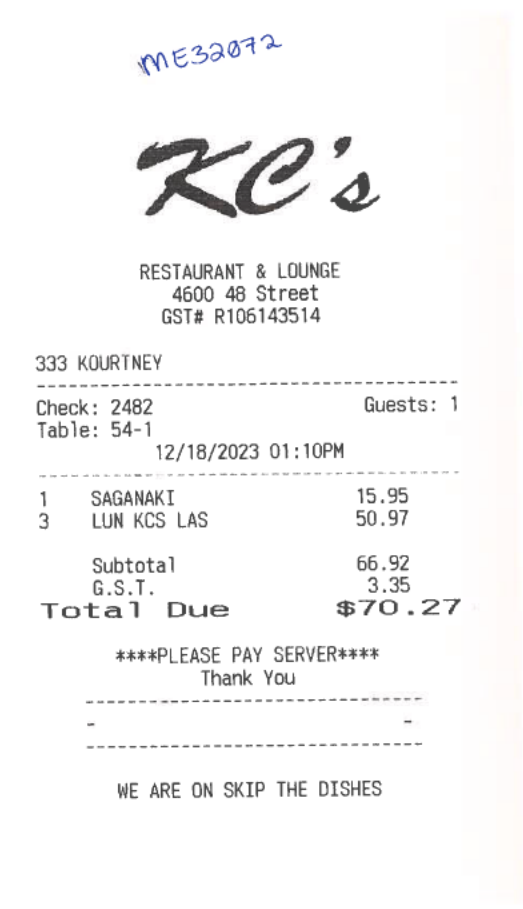 ME32072
KC's
RESTAURANT & LOUNGE
4600 48 Street
GST# R106143514
333 KOURTNEY
Check: 2482 Guests: 1
Table: 54-1
12/18/2023 01:10PM
1 SAGANAKI 15.95
3 LUN KCS LAS 50.97
Subtotal 66.92
G.S.T. 3.35
Total Due $70.27
****PLEASE PAY SERVER****
Thank You
- -
WE ARE ON SKIP THE DISHES